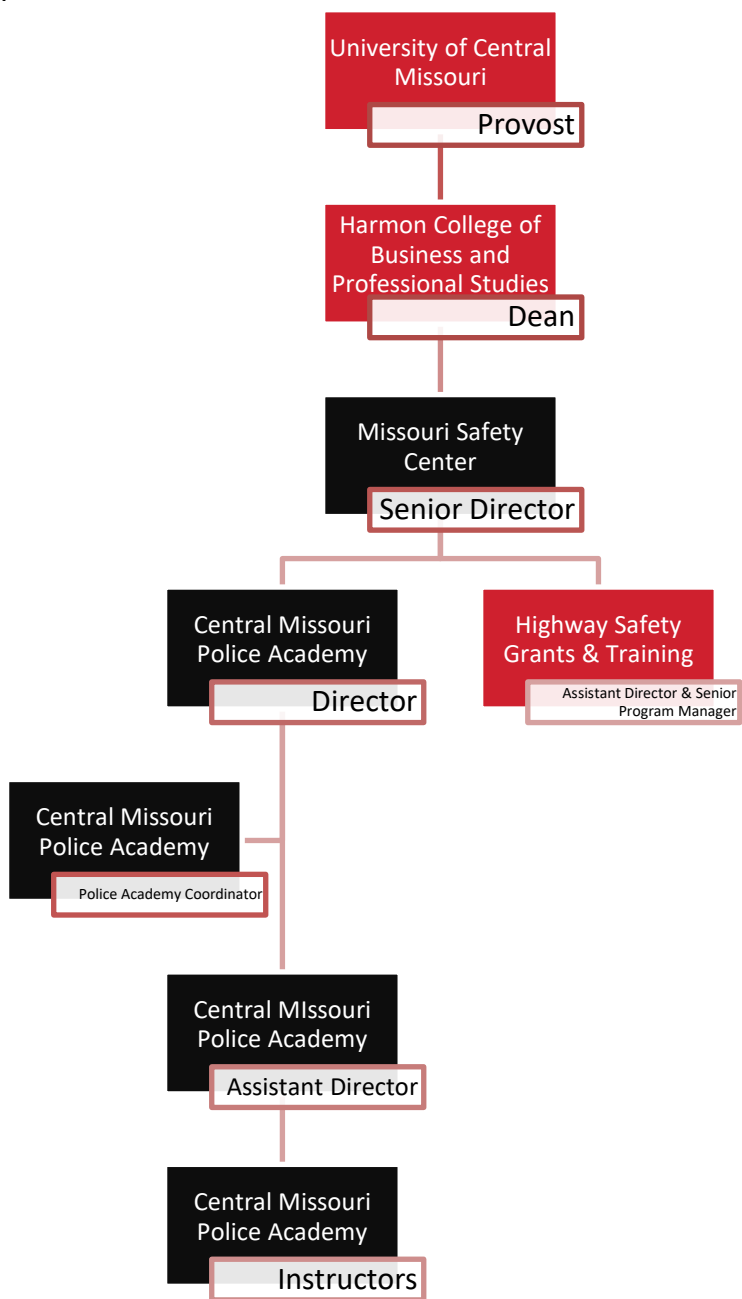 University of Central
Missouri
Provost
Harmon College of
Business and
Professional Studies
Dean
Missouri Safety
Center
Senior Director
Central Missouri
Police Academy
Director
Highway Safety
Grants & Training
Assistant Director & Senior
Program Manager
Central Missouri
Police Academy
Police Academy Coordinator
Central MIssouri
Police Academy
Assistant Director
Central Missouri
Police Academy
Instructors